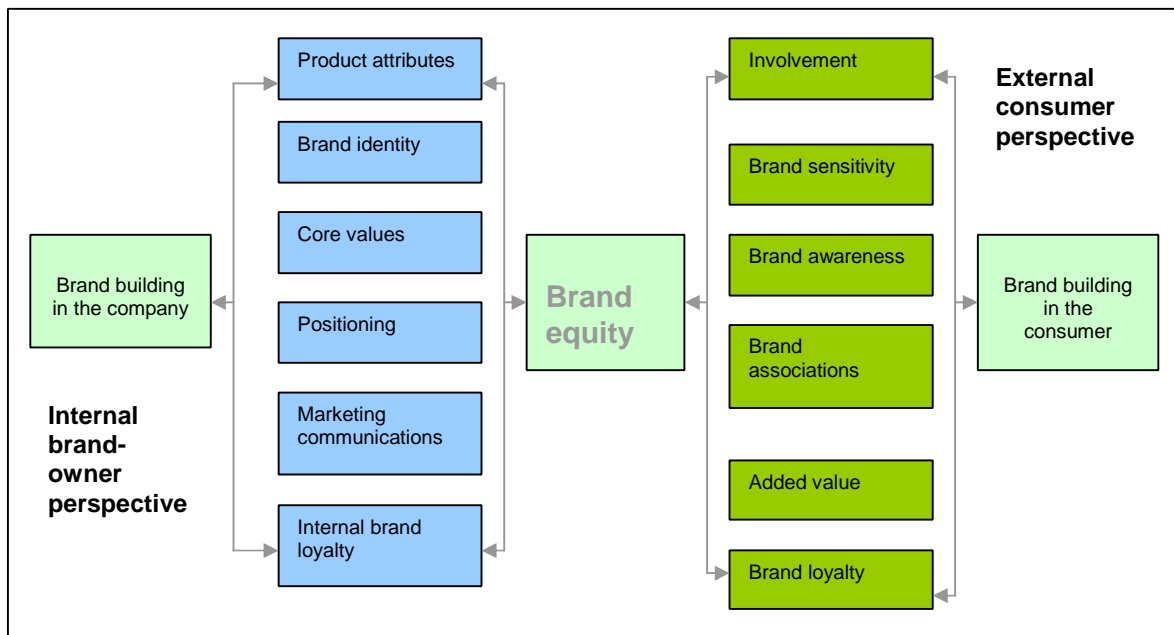 Product attributes
Brand identity
Core values
Brand building
in the company
Positioning
Marketing
communications
Internal
brand-
owner
perspective
Internal brand
loyalty
Brand
equity
Involvement
External
consumer
perspective
Brand sensitivity
Brand awareness
Brand
associations
Brand building
in the
consumer
Added value
Brand loyalty